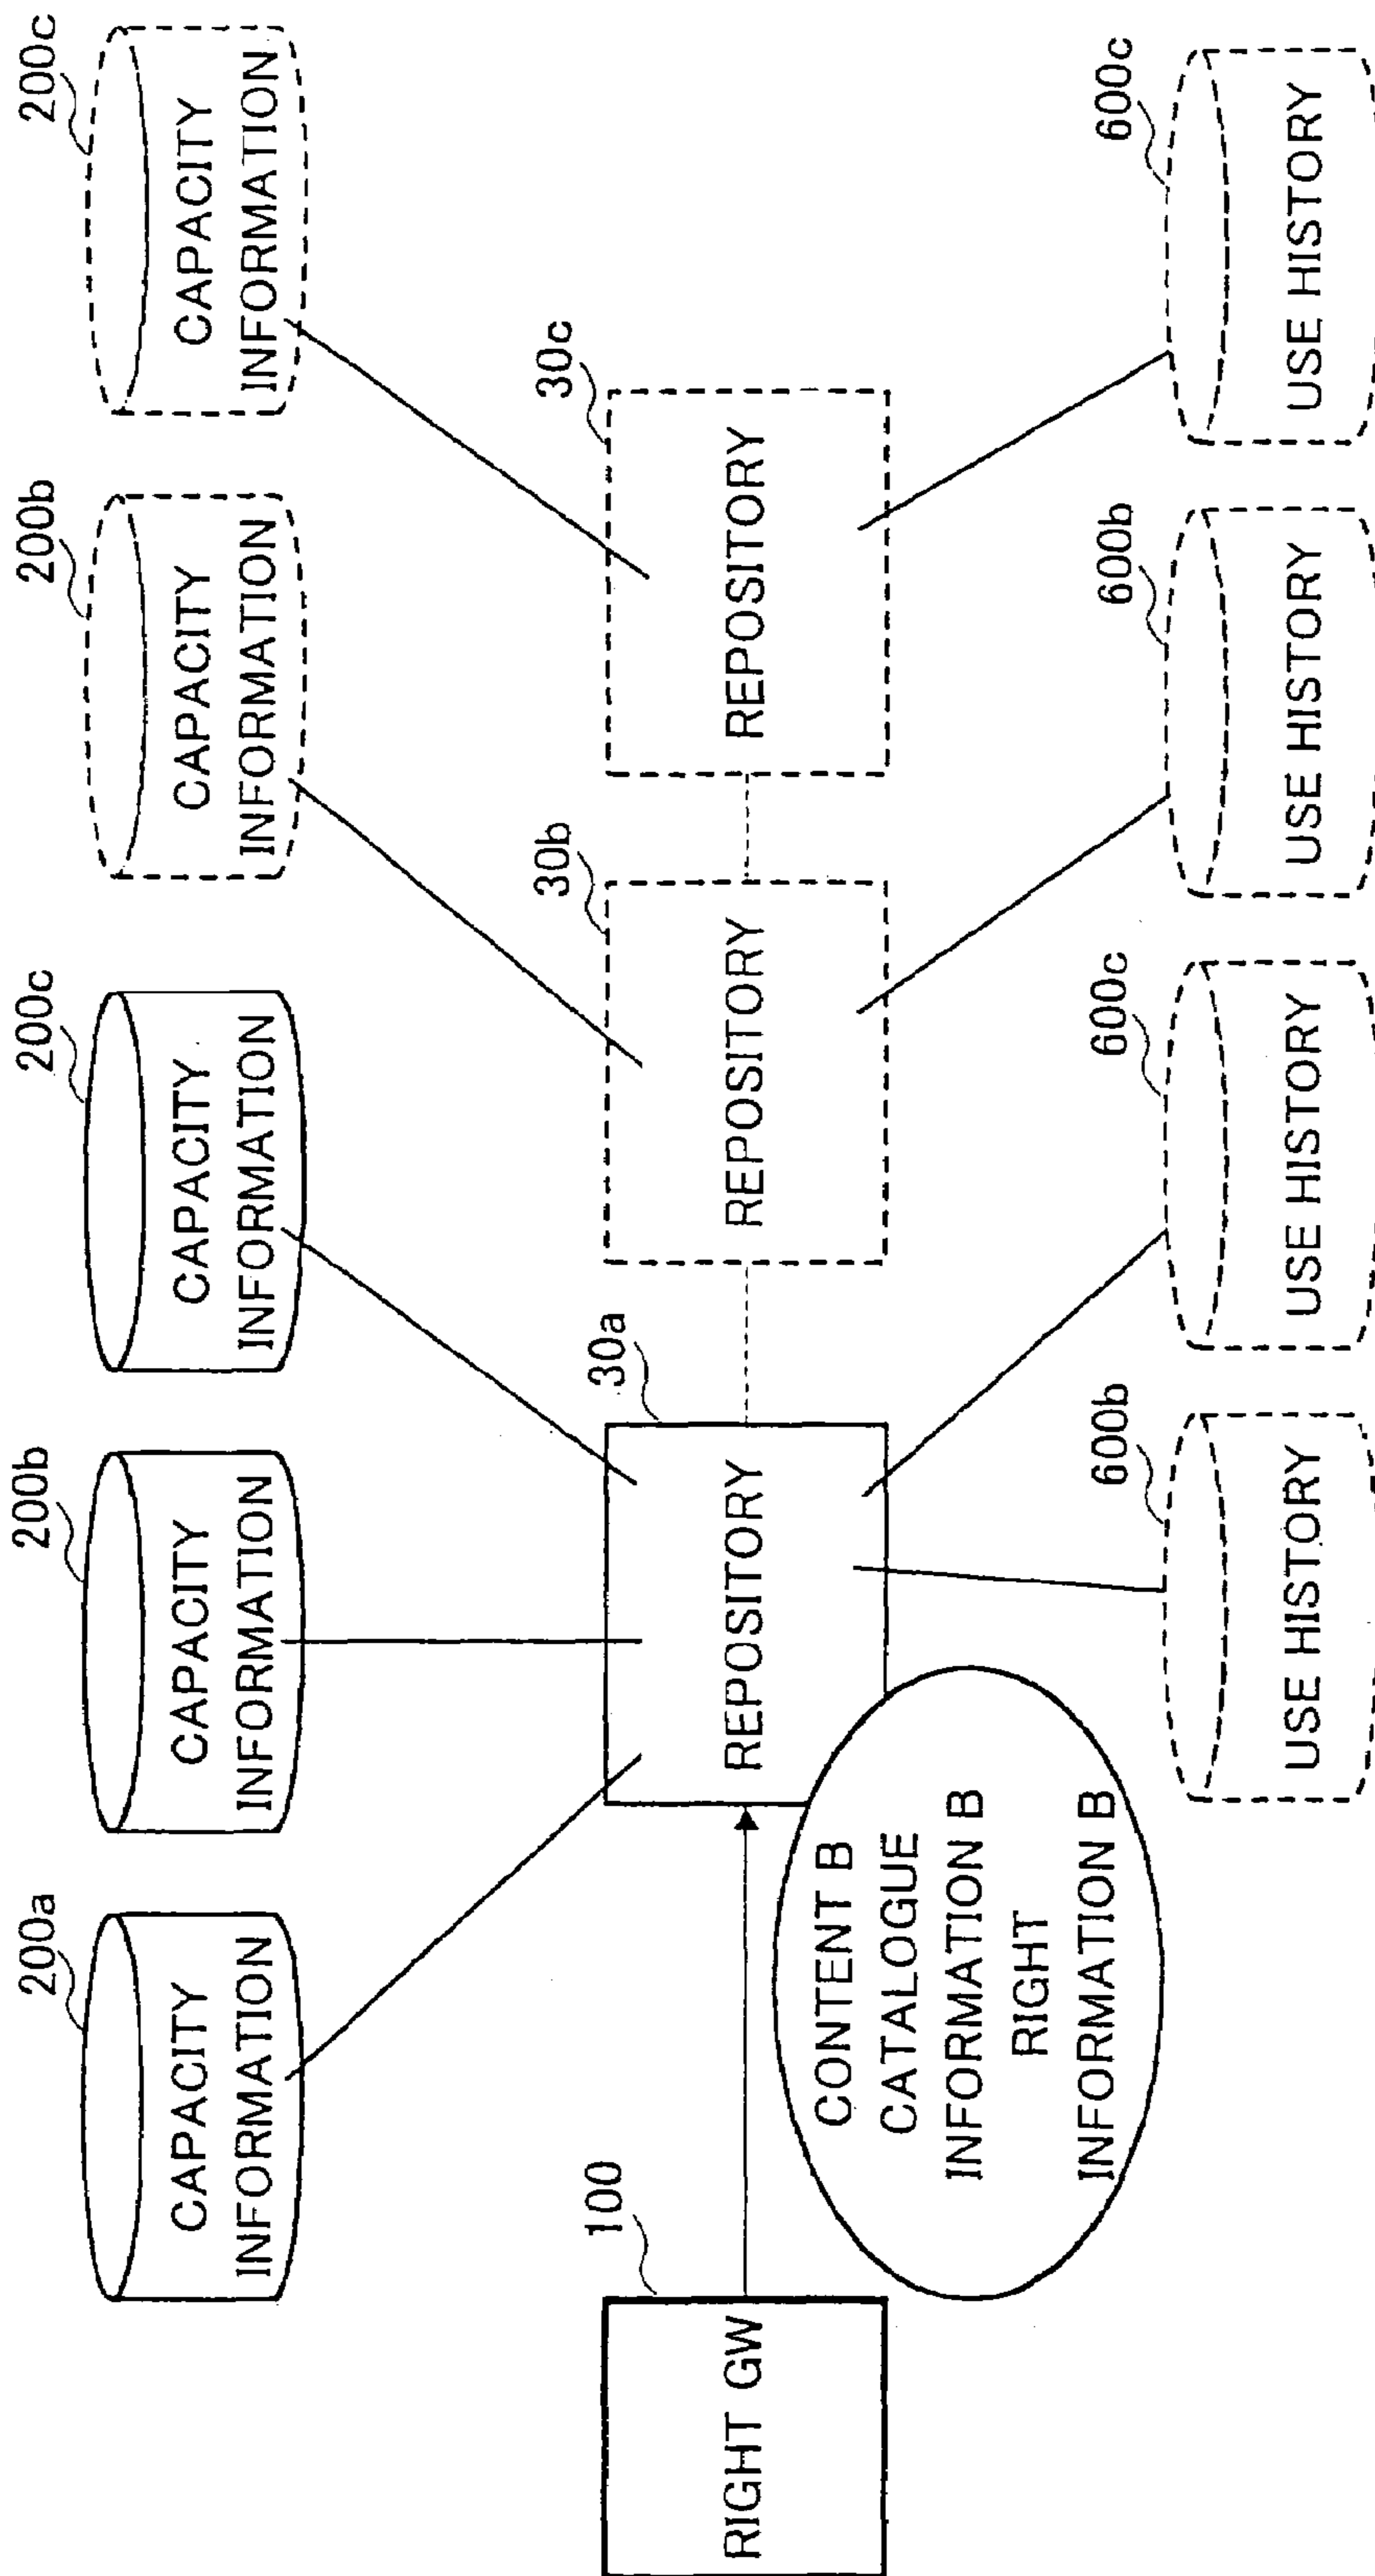 200a
CAPACITY
INFORMATION
200b
CAPACITY
INFORMATION
200c
CAPACITY
INFORMATION
200b
CAPACITY
INFORMATION
200c
CAPACITY
INFORMATION
100
RIGHT GW
30a
REPOSITORY
30b
REPOSITORY
30c
REPOSITORY
CONTENT B
CATALOGUE
INFORMATION B
RIGHT
INFORMATION B
600b
USE HISTORY
600c
USE HISTORY
600b
USE HISTORY
600c
USE HISTORY